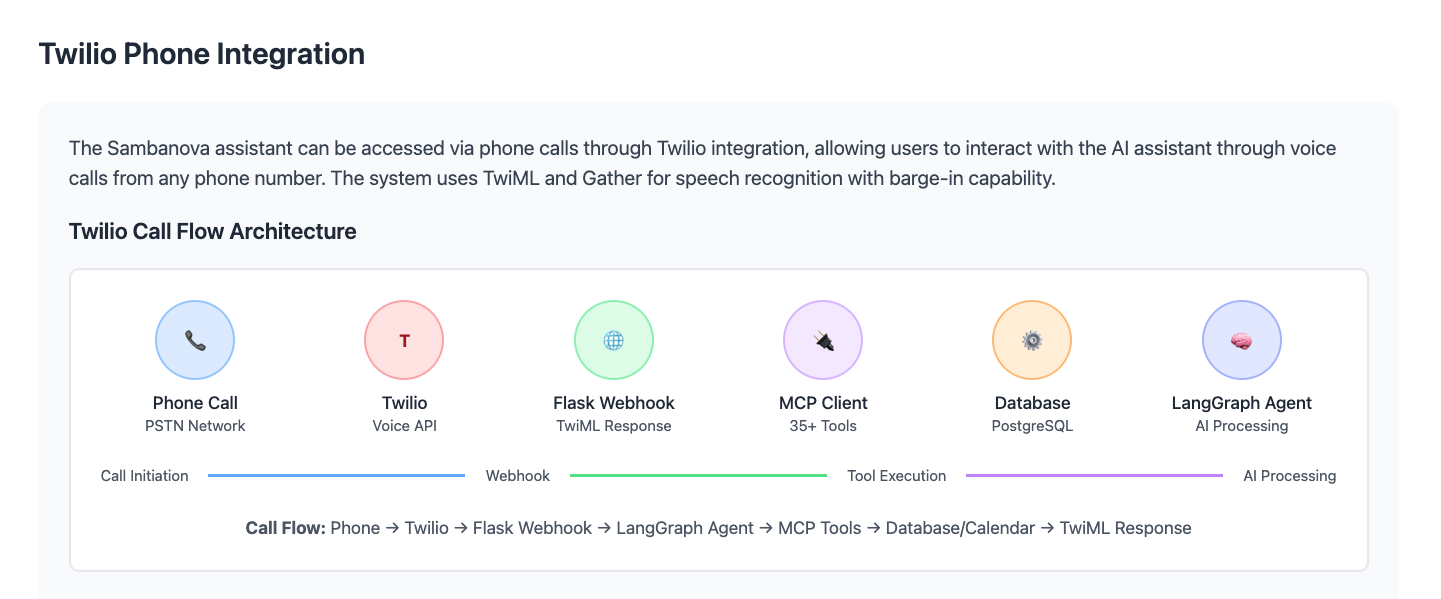 Twilio Phone Integration
The Sambanova assistant can be accessed via phone calls through Twilio integration, allowing users to interact with the AI assistant through voice
calls from any phone number. The system uses TwiML and Gather for speech recognition with barge-in capability.
Twilio Call Flow Architecture
T
Phone Call Twilio Flask Webhook MCP Client Database LangGraph Agent
PSTN Network Voice API TwiML Response 35+ Tools PostgreSQL AI Processing
Call Initiation Webhook Tool Execution AI Processing
Call Flow: Phone → Twilio → Flask Webhook → LangGraph Agent → MCP Tools → Database/Calendar → TwiML Response